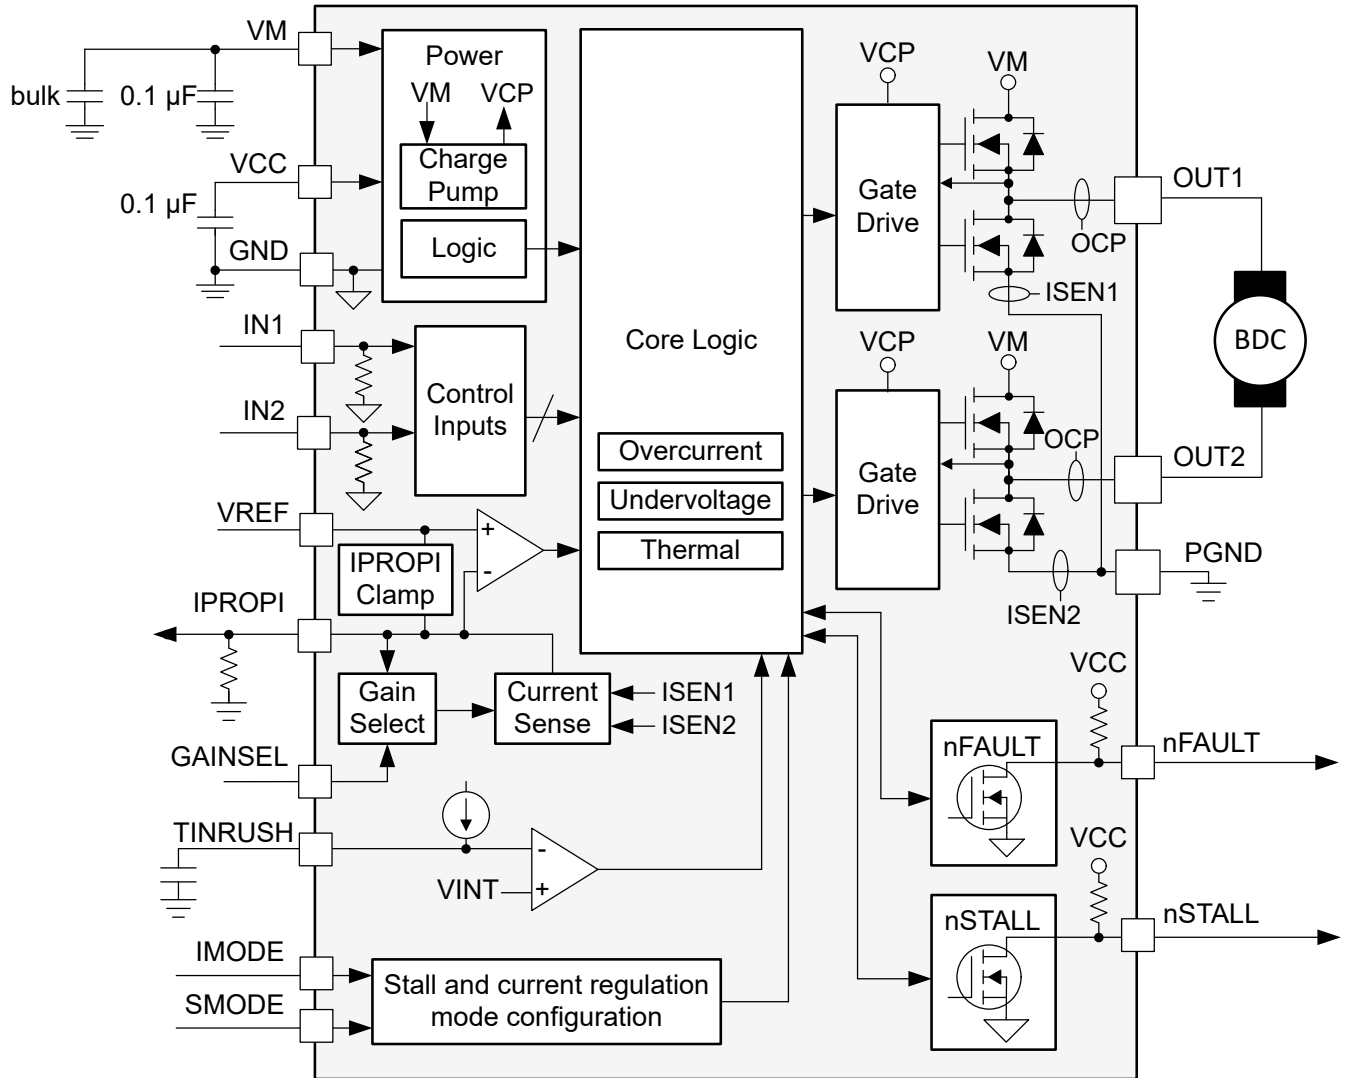 VM
bulk
0.1 µF
VCC
0.1 µF
GND
Power
VM
VCP
Charge
Pump
Logic
IN1
IN2
Control
Inputs
VREF
IPROPI
Clamp
+
-
IPROPI
Gain
Select
Current
Sense
ISEN1
ISEN2
GAINSEL
TINRUSH
-
VINT
+
IMODE
SMODE
Stall and current regulation
mode configuration
Core Logic
Overcurrent
Undervoltage
Thermal
VCP
VM
Gate
Drive
OCP
ISEN1
OUT1
BDC
VCP
VM
Gate
Drive
OCP
ISEN2
OUT2
PGND
VCC
nFAULT
nFAULT
VCC
nSTALL
nSTALL